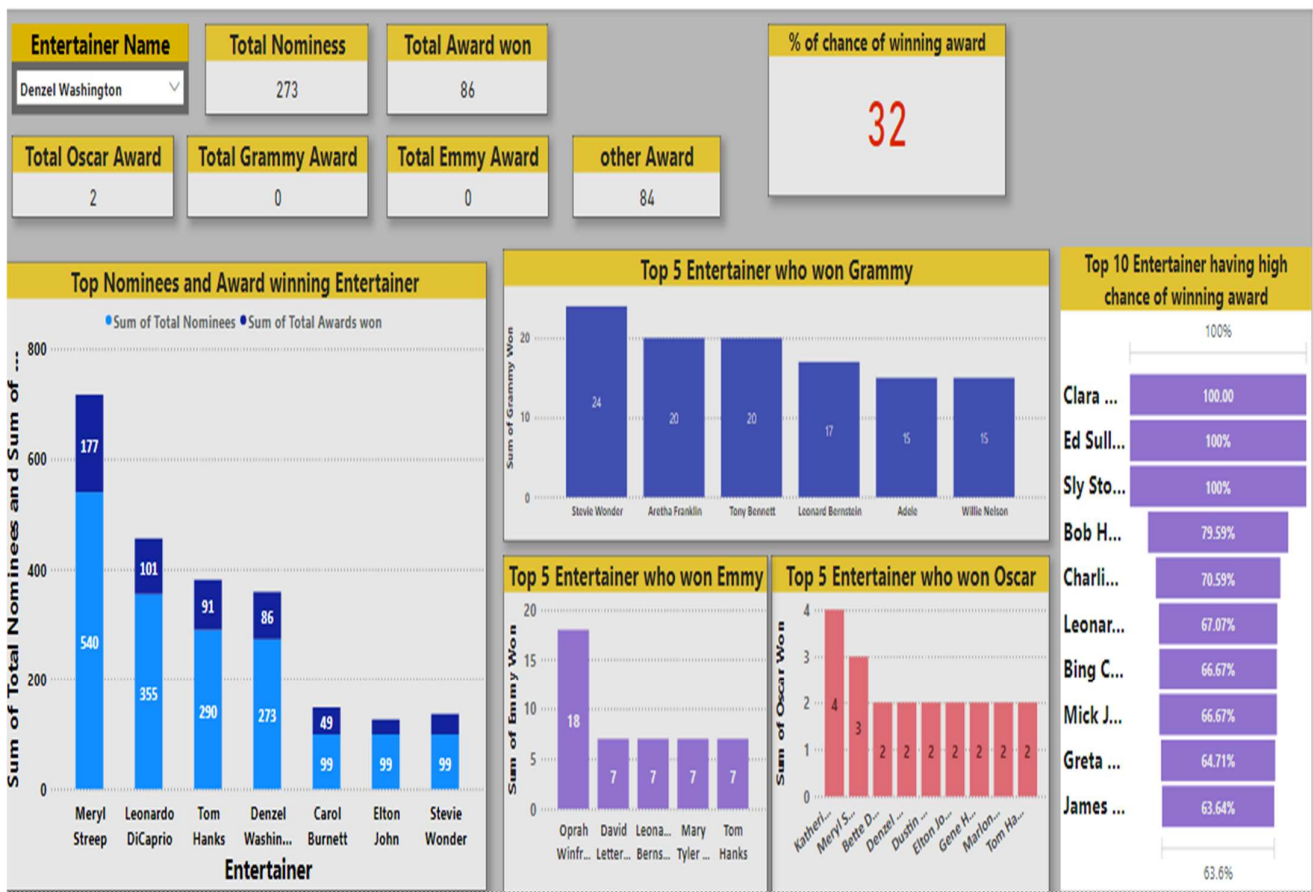 Entertainer Name
Denzel Washington
Total Nominess
273
Total Award won
86
% of chance of winning award
32
Total Oscar Award
2
Total Grammy Award
0
Total Emmy Award
0
other Award
84
Top Nominees and Award winning Entertainer
Sum of Total Nominees Sum of Total Awards won
Sum of Total Nominees and Sum of ...
800
600
400
200
0
177
540
101
355
91
290
86
273
49
99
99
99
Meryl
Streep
Leonardo
DiCaprio
Tom
Hanks
Denzel
Washin...
Carol
Burnett
Elton
John
Stevie
Wonder
Entertainer
Top 5 Entertainer who won Grammy
Sum of Grammy Won
20
10
0
24
20
20
17
15
15
Stevie Wonder
Aretha Franklin
Tony Bennett
Leonard Bernstein
Adele
Willie Nelson
Top 5 Entertainer who won Emmy
Sum of Emmy Won
20
15
10
5
0
18
7
7
7
7
Oprah
Winfr...
David
Letter...
Leona...
Berns...
Mary
Tyler ...
Tom
Hanks
Top 5 Entertainer who won Oscar
Sum of Oscar Won
4
3
2
1
0
4
3
2
2
2
2
2
2
2
Katheri...
Meryl S...
Bette D...
Denzel ...
Dustin ...
Elton Jo...
Gene H...
Marlon...
Tom Ha...
Top 10 Entertainer having high
chance of winning award
100%
Clara ...
100.00
Ed Sull...
100%
Sly Sto...
100%
Bob H...
79.59%
Charli...
70.59%
Leonar...
67.07%
Bing C...
66.67%
Mick J...
66.67%
Greta ...
64.71%
James ...
63.64%
63.6%